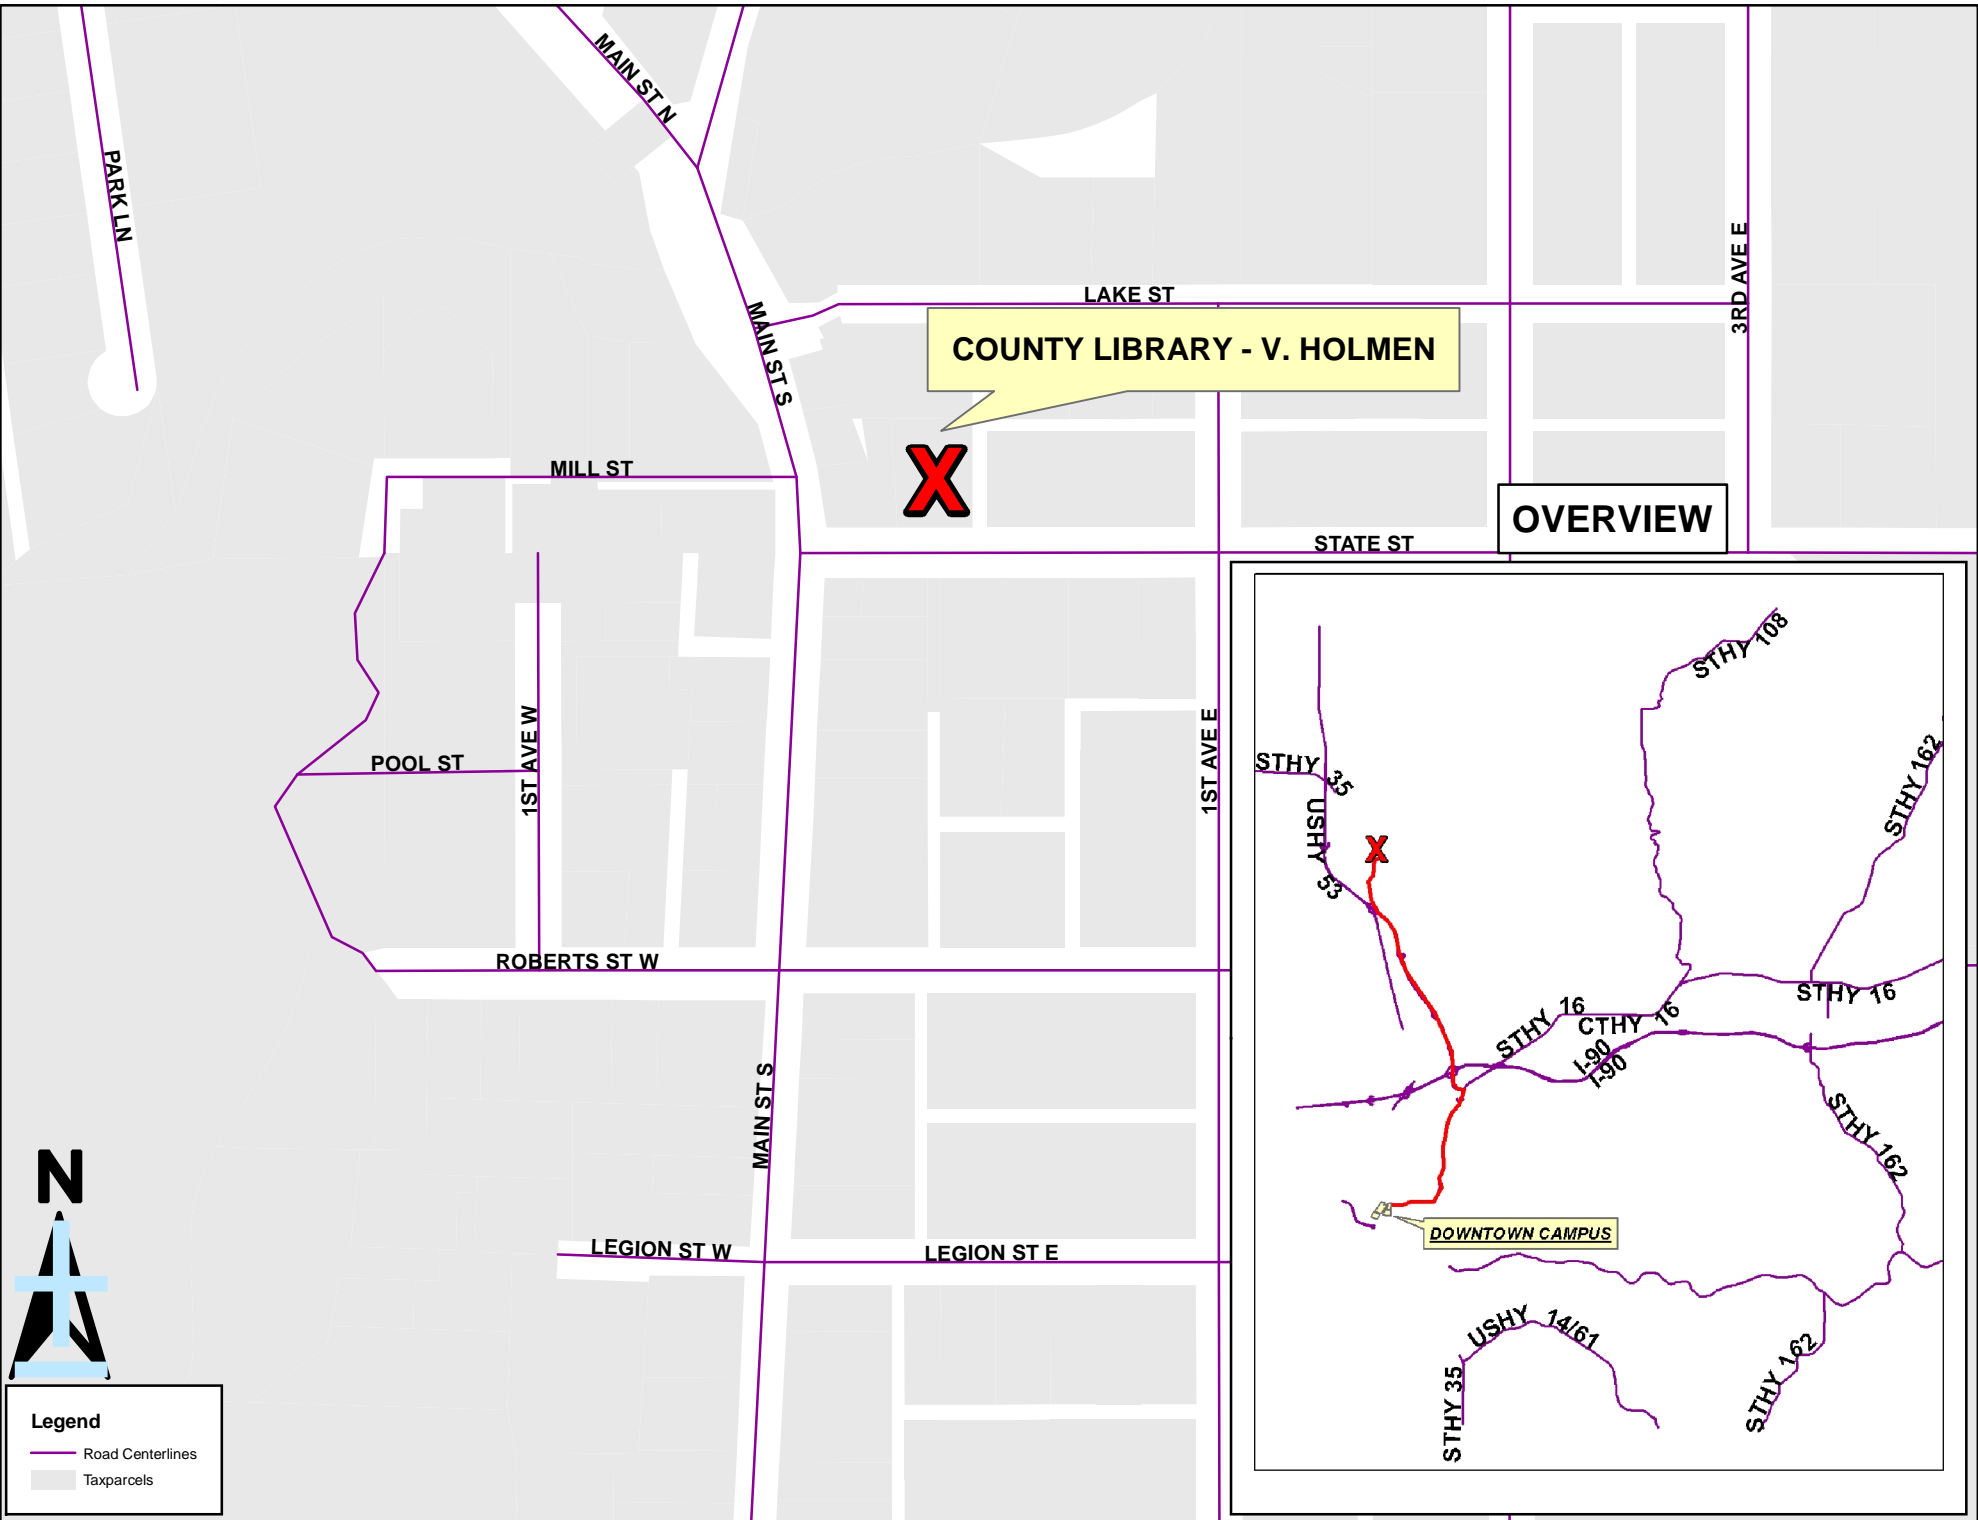 MAIN ST N
PARK LN
3RD AVE E
LAKE ST
MAIN ST S
COUNTY LIBRARY - V. HOLMEN
MILL ST
X
OVERVIEW
STATE ST
STHY 108
STHY 35
STHY 162
USHY 53
X
1ST AVE W
1ST AVE E
POOL ST
ROBERTS ST W
STHY 16
STHY 16
CTHY 16
I-90
I-90
MAIN ST S
STHY 162
N
DOWNTOWN CAMPUS
LEGION ST W
LEGION ST E
USHY 14/61
STHY 35
STHY 162
Legend
Road Centerlines
Taxparcels